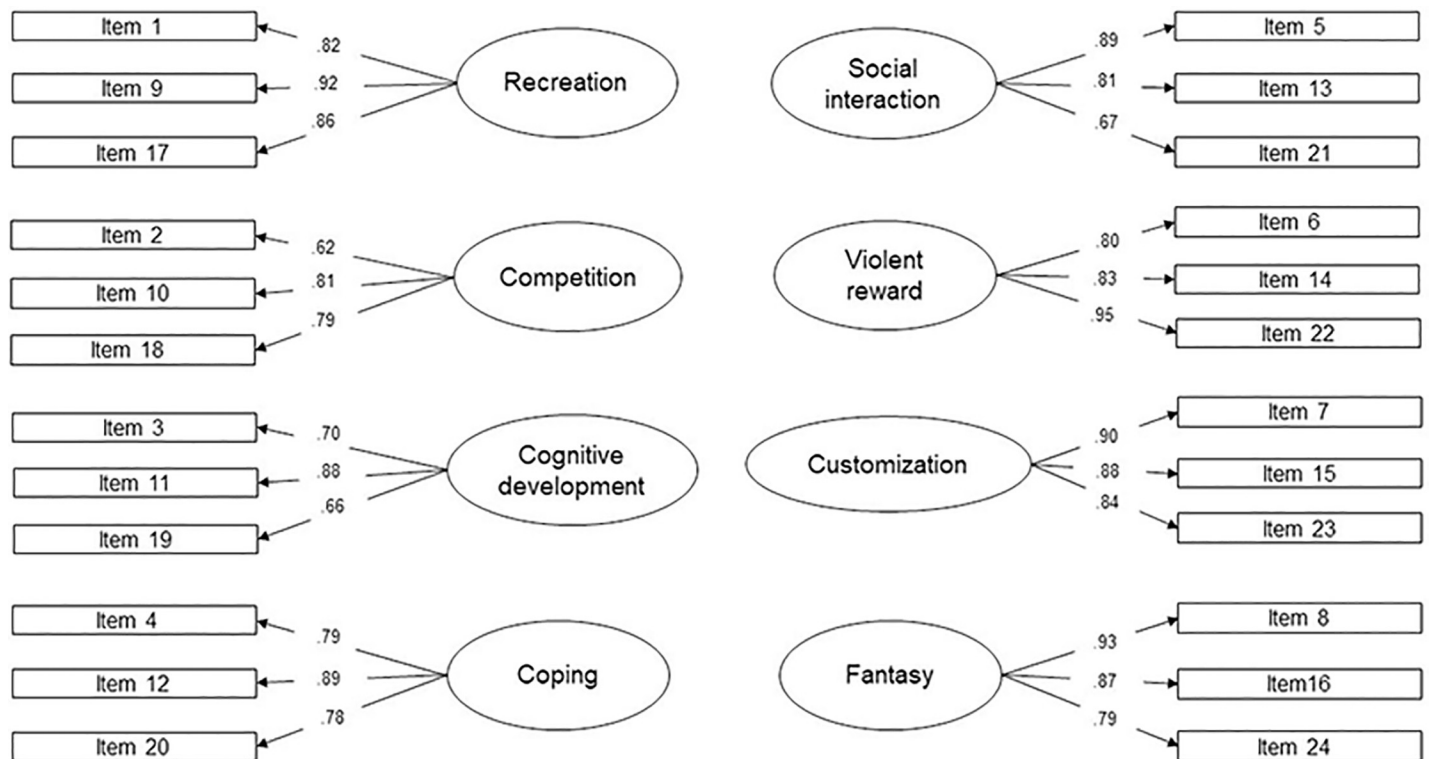 Item 1
.82
Item 9
.92
Recreation
Item 17
.86
Item 2
.62
Item 10
.81
Competition
Item 18
.79
Item 3
.70
Item 11
.88
Cognitive
development
Item 19
.66
Item 4
.79
Item 12
.89
Coping
Item 20
.78
Social
interaction
.89
Item 5
.81
Item 13
.67
Item 21
Violent
reward
.80
Item 6
.83
Item 14
.95
Item 22
Customization
.90
Item 7
.88
Item 15
.84
Item 23
Fantasy
.93
Item 8
.87
Item16
.79
Item 24